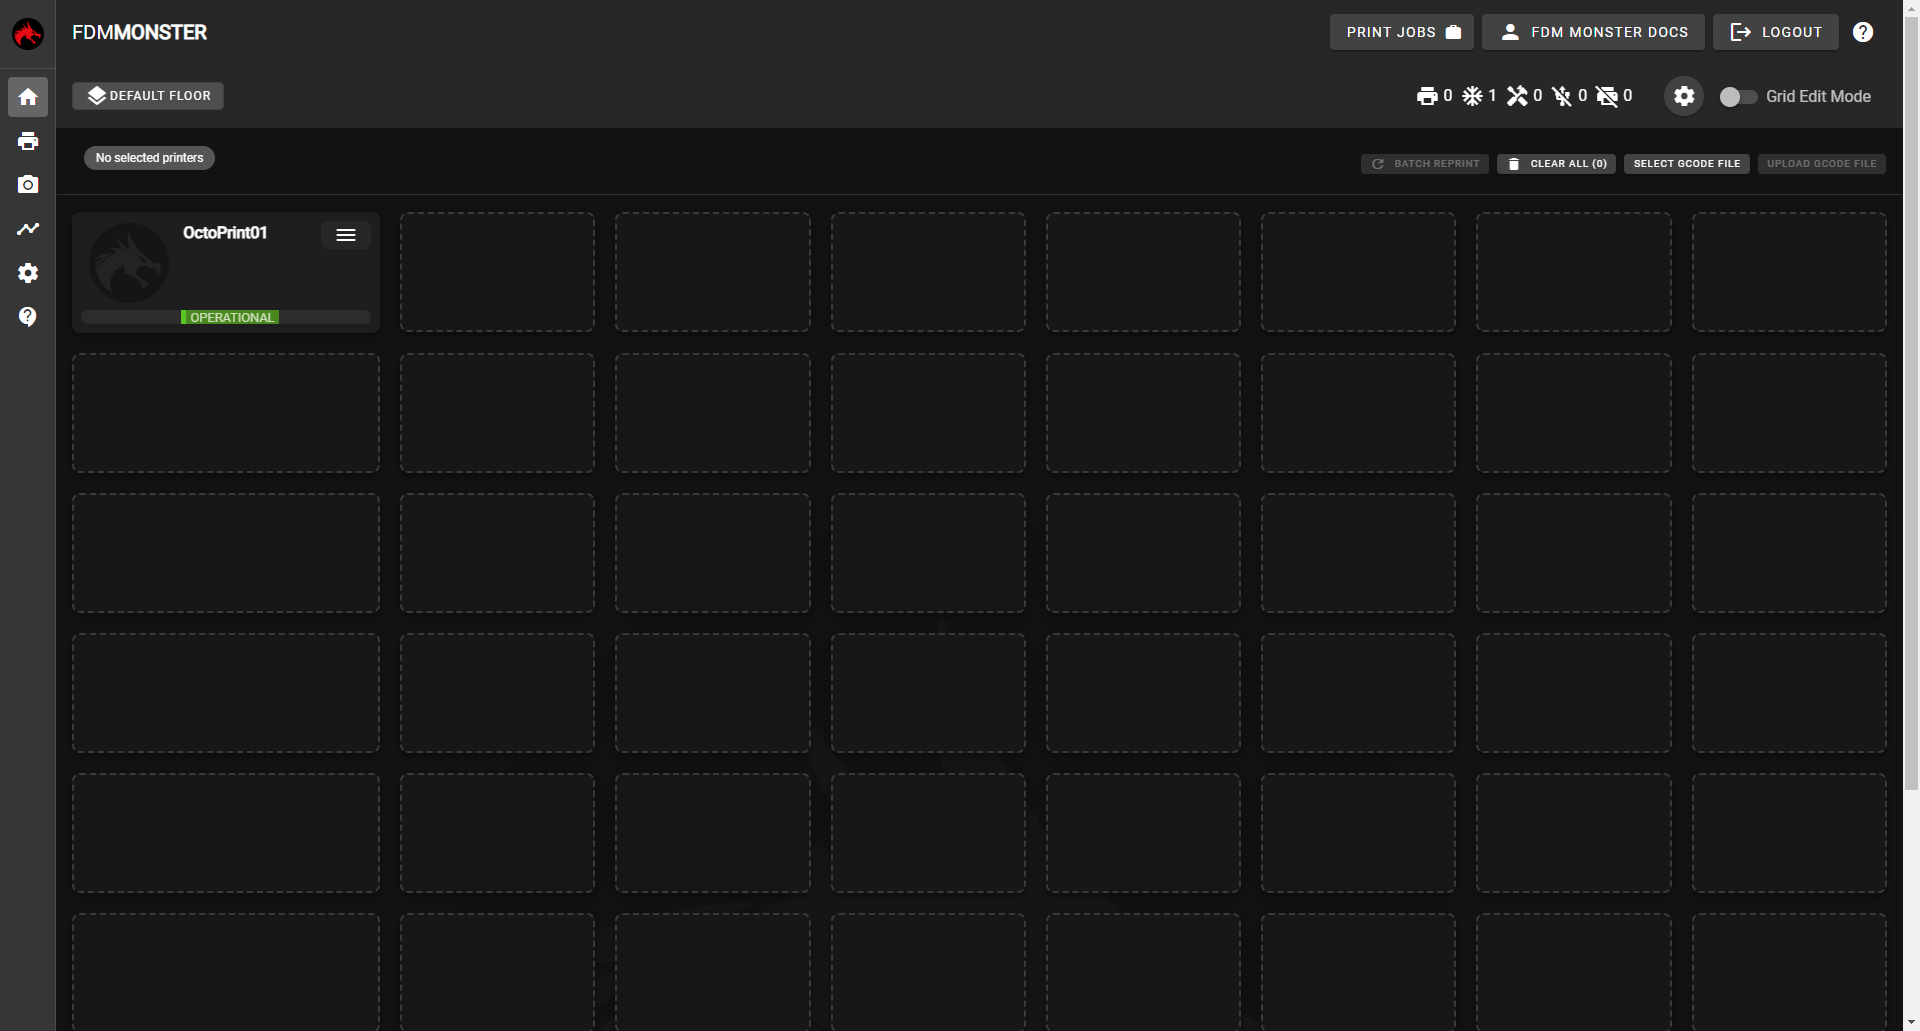 FDMMONSTER
PRINT JOBS
FDM MONSTER DOCS
LOGOUT
DEFAULT FLOOR
0 1 0 0 0
Grid Edit Mode
No selected printers
BATCH REPRINT
CLEAR ALL (0)
SELECT GCODE FILE
UPLOAD GCODE FILE
OctoPrint01
OPERATIONAL